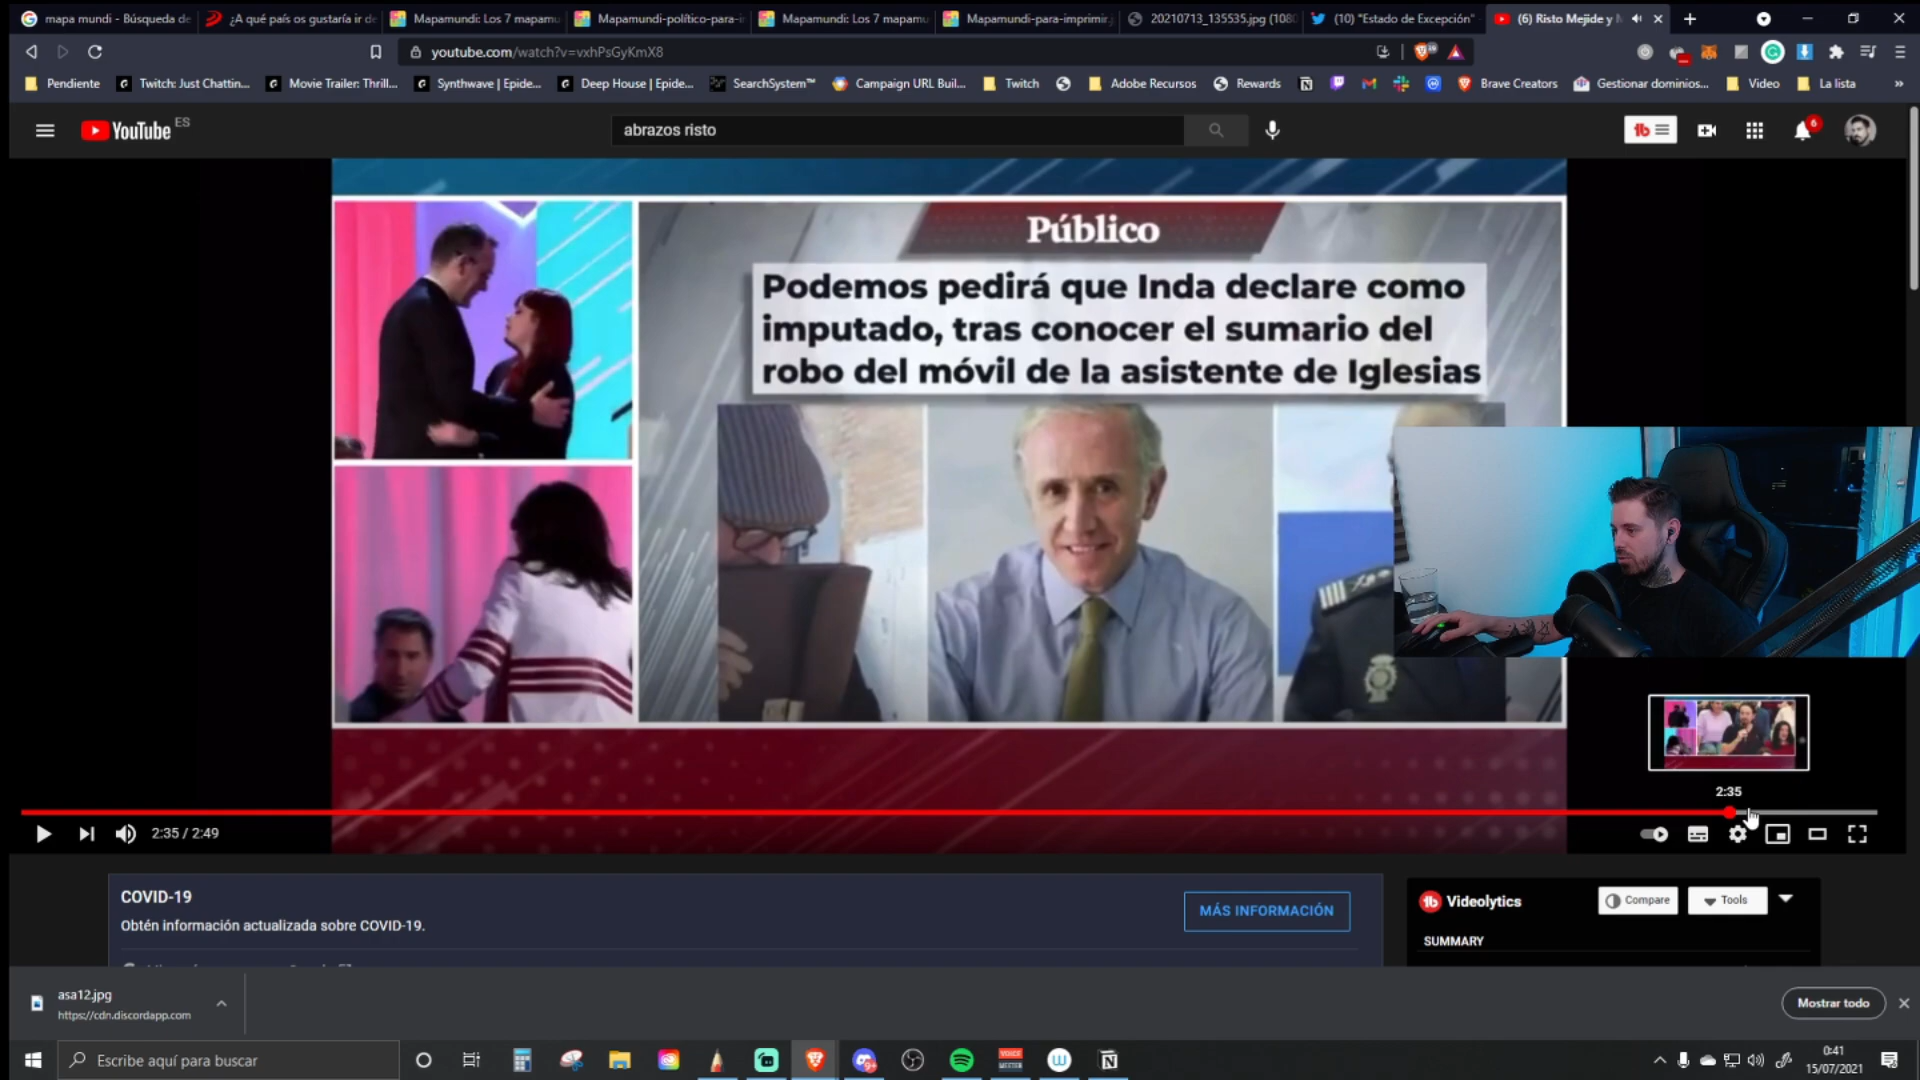 mapa mundi - Búsqueda de
¿A qué país os gustaría ir de
Mapamundi: Los 7 mapamu
Mapamundi-político-para-i
Mapamundi: Los 7 mapamu
Mapamundi-para-imprimir.j
20210713_135535.jpg (1080
(10) "Estado de Excepción"
(6) Risto Mejide y
youtube.com/watch?v=vxhPsGyKmX8
Pendiente
Twitch: Just Chattin...
Movie Trailer: Thrill...
Synthwave | Epide...
Deep House | Epide...
SearchSystem™
Campaign URL Buil...
Twitch
Adobe Recursos
Rewards
Brave Creators
Gestionar dominios...
Video
La lista
»
YouTube ES
abrazos risto
6
Público
Podemos pedirá que Inda declare como
imputado, tras conocer el sumario del
robo del móvil de la asistente de Iglesias
2:35
2:35 / 2:49
COVID-19
Obtén información actualizada sobre COVID-19.
MÁS INFORMACIÓN
Videolytics
Compare
Tools
SUMMARY
asa12.jpg
https://cdn.discordapp.com
Mostrar todo
Escribe aquí para buscar
0:41
15/07/2021